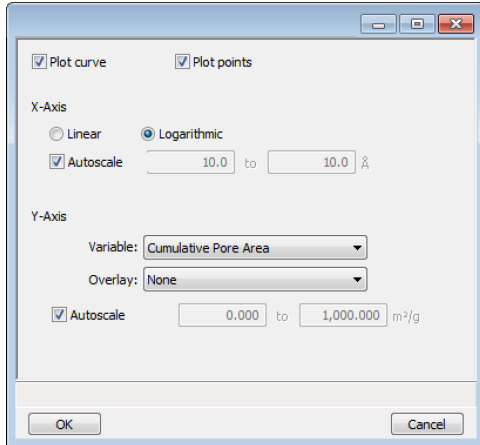 Plot curve Plot points
X-Axis
Linear Logarithmic
Autoscale 10.0 to 10.0 Å
Y-Axis
Variable: Cumulative Pore Area
Overlay: None
Autoscale 0.000 to 1,000.000 m²/g
OK Cancel